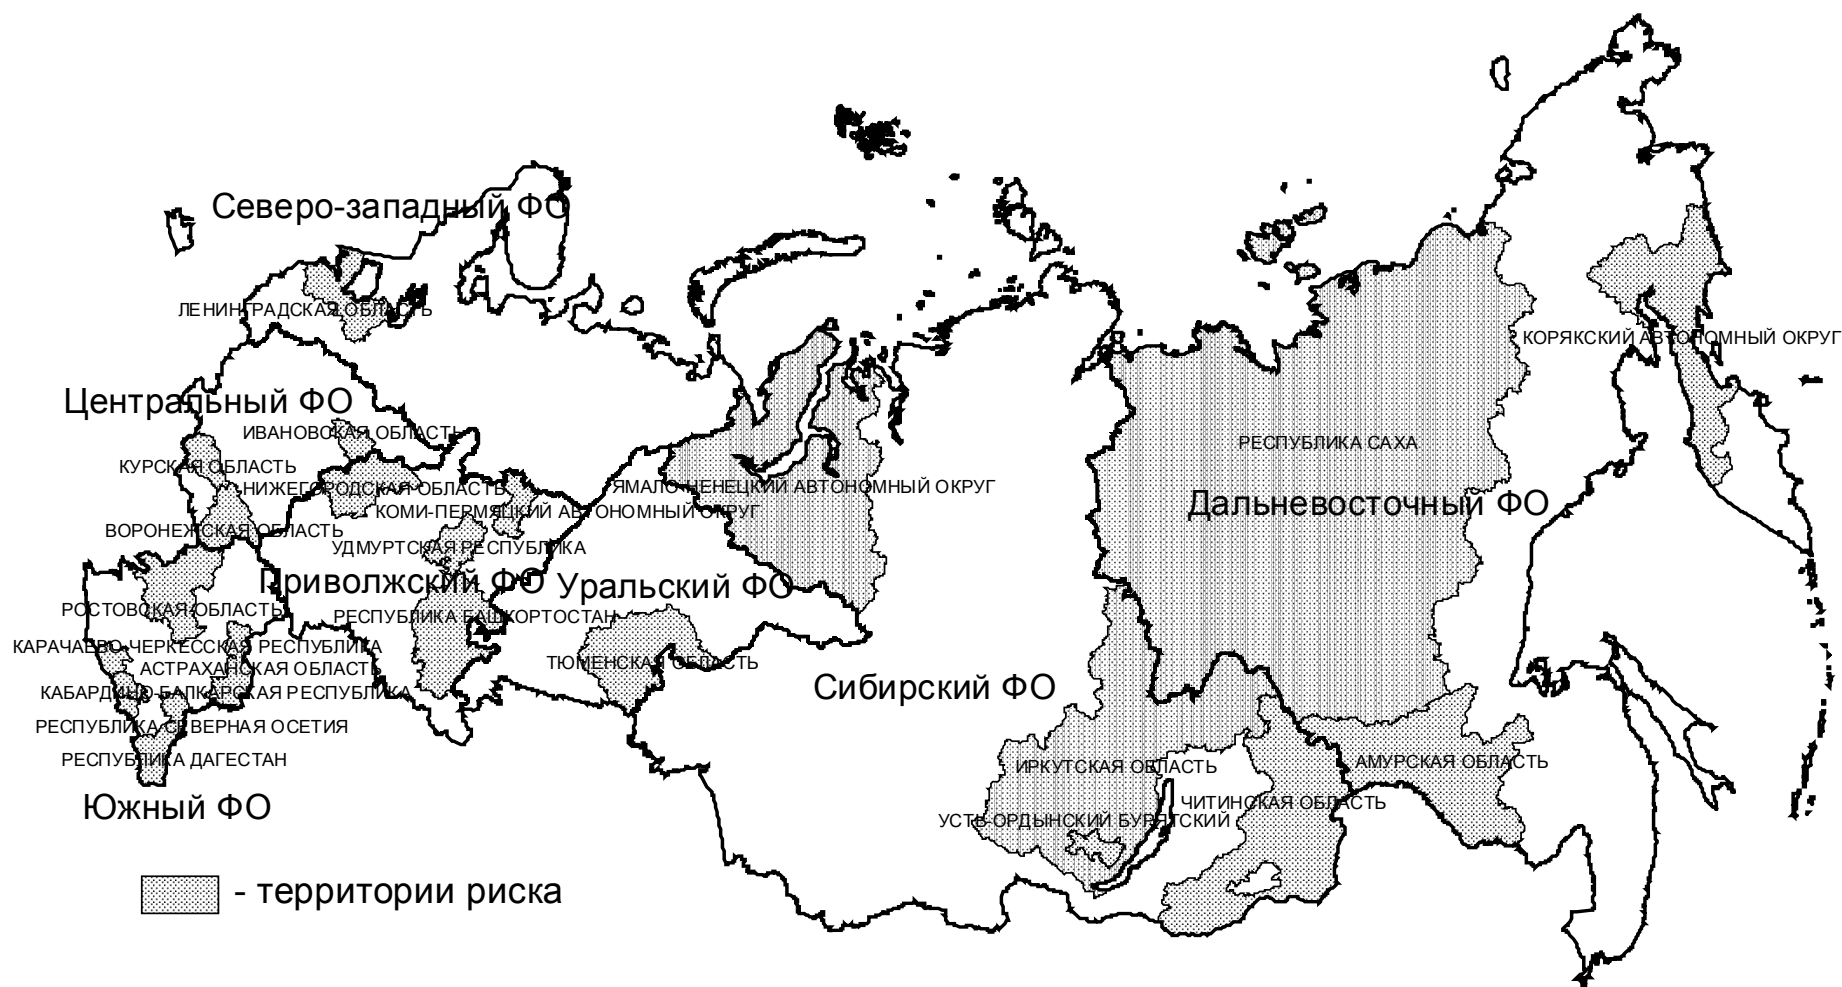 Северо-западный ФО
ЛЕНИНГРАДСКАЯ ОБЛАСТЬ
КОРЯКСКИЙ АВТОНОМНЫЙ ОКРУГ
Центральный ФО
ИВАНОВСКАЯ ОБЛАСТЬ
РЕСПУБЛИКА САХА
КУРСКАЯ ОБЛАСТЬ
НИЖЕГОРОДСКАЯ ОБЛАСТЬ
ЯМАЛО-НЕНЕЦКИЙ АВТОНОМНЫЙ ОКРУГ
Дальневосточный ФО
КОМИ-ПЕРМЯЦКИЙ АВТОНОМНЫЙ ОКРУГ
ВОРОНЕЖСКАЯ ОБЛАСТЬ
УДМУРТСКАЯ РЕСПУБЛИКА
Приволжский ФО
Уральский ФО
РОСТОВСКАЯ ОБЛАСТЬ
РЕСПУБЛИКА БАШКОРТОСТАН
КАРАЧАЕВО-ЧЕРКЕССКАЯ РЕСПУБЛИКА
ТЮМЕНСКАЯ ОБЛАСТЬ
АСТРАХАНСКАЯ ОБЛАСТЬ
Сибирский ФО
КАБАРДИНО-БАЛКАРСКАЯ РЕСПУБЛИКА
РЕСПУБЛИКА СЕВЕРНАЯ ОСЕТИЯ
РЕСПУБЛИКА ДАГЕСТАН
ИРКУТСКАЯ ОБЛАСТЬ
АМУРСКАЯ ОБЛАСТЬ
Южный ФО
ЧИТИНСКАЯ ОБЛАСТЬ
УСТЬ-ОРДЫНСКИЙ БУРЯТСКИЙ
- территории риска